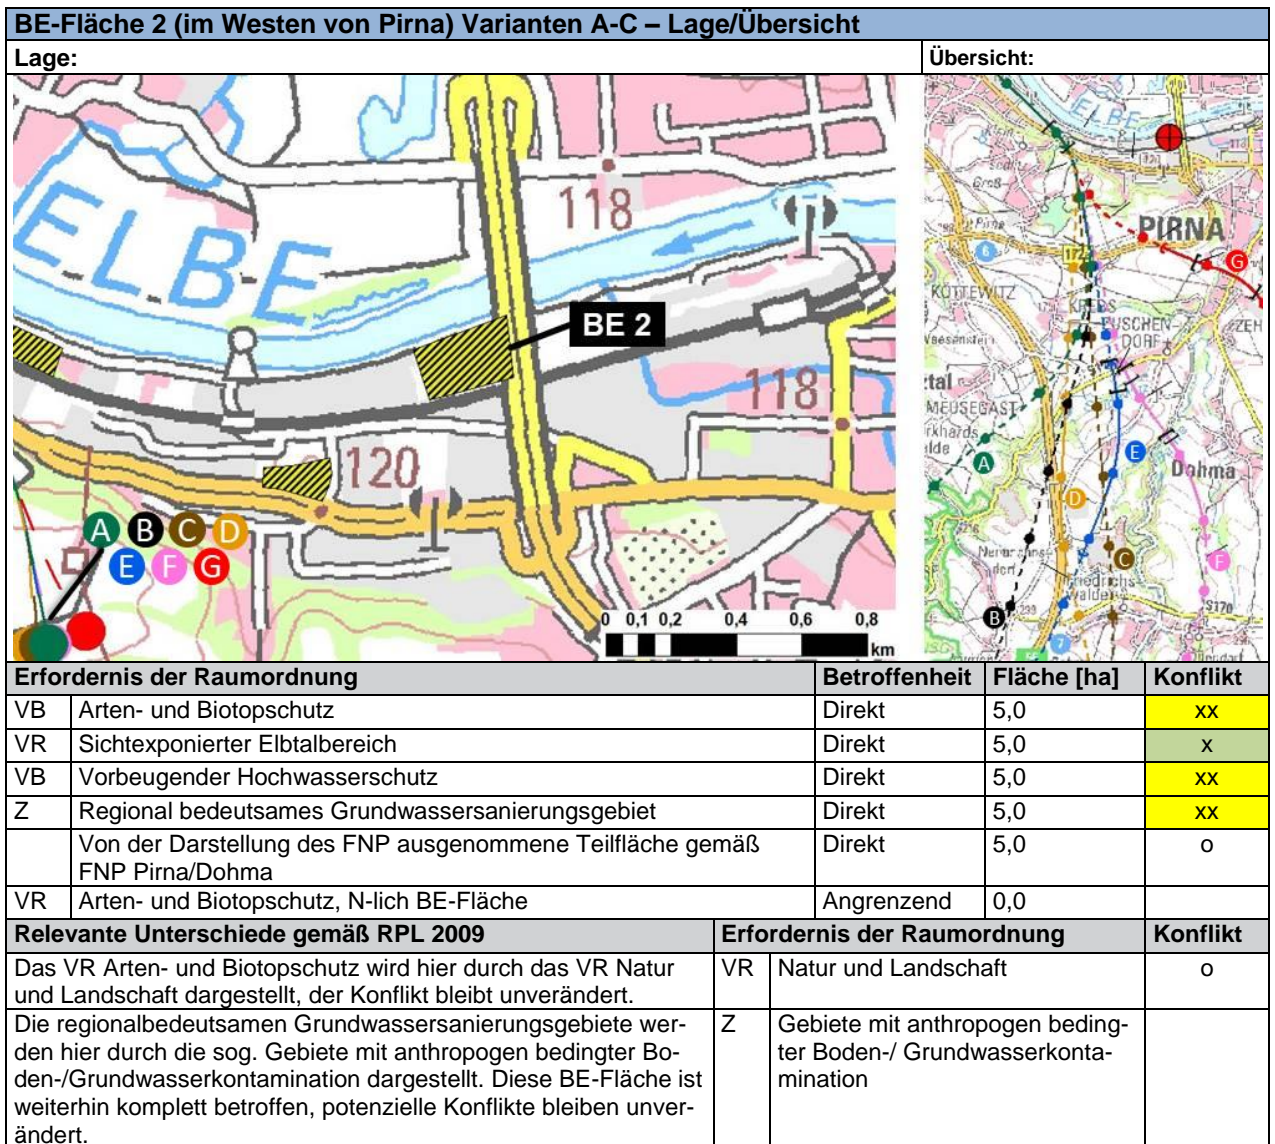 BE-Fläche 2 (im Westen von Pirna) Varianten A-C – Lage/Übersicht
Lage:
Übersicht:
ELBE
118
BE 2
118
120
A B C D
E F G
0 0,1 0,2 0,4 0,6 0,8
km
ELBE
PIRNA
G
6
172
KÖTTEWITZ
KREBS
ZEH
DORF
MEUSEGAST
A
E
Dohma
D
C
F
Friedrichs-
walde
B
S170
7
Erfordernis der Raumordnung Betroffenheit Fläche [ha] Konflikt
VB Arten- und Biotopschutz Direkt 5,0 xx
VR Sichtexponierter Elbtalbereich Direkt 5,0 x
VB Vorbeugender Hochwasserschutz Direkt 5,0 xx
Z Regional bedeutsames Grundwassersanierungsgebiet Direkt 5,0 xx
Von der Darstellung des FNP ausgenommene Teilfläche gemäß Direkt 5,0 o
FNP Pirna/Dohma
VR Arten- und Biotopschutz, N-lich BE-Fläche Angrenzend 0,0
Relevante Unterschiede gemäß RPL 2009 Erfordernis der Raumordnung Konflikt
Das VR Arten- und Biotopschutz wird hier durch das VR Natur VR Natur und Landschaft o
und Landschaft dargestellt, der Konflikt bleibt unverändert.
Die regionalbedeutsamen Grundwassersanierungsgebiete wer- Z Gebiete mit anthropogen beding-
den hier durch die sog. Gebiete mit anthropogen bedingter Bo- ter Boden-/ Grundwasserkonta-
den-/Grundwasserkontamination dargestellt. Diese BE-Fläche ist mination
weiterhin komplett betroffen, potenzielle Konflikte bleiben unver-
ändert.